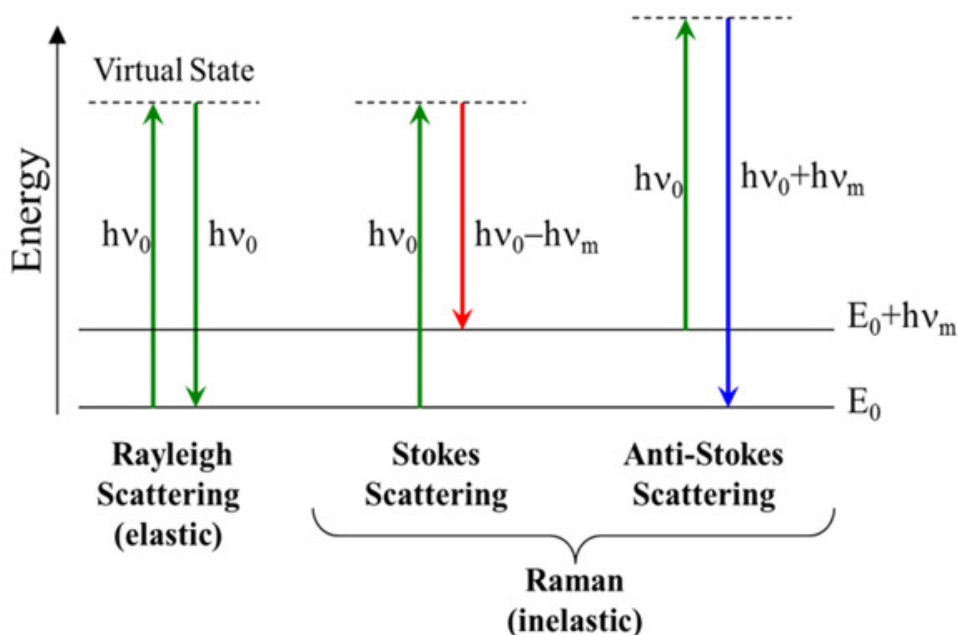 Energy
Virtual State
hν₀
hν₀
hν₀
hν₀–hνₘ
hν₀
hν₀+hνₘ
E₀+hνₘ
E₀
Rayleigh
Scattering
(elastic)
Stokes
Scattering
Anti-Stokes
Scattering
Raman
(inelastic)